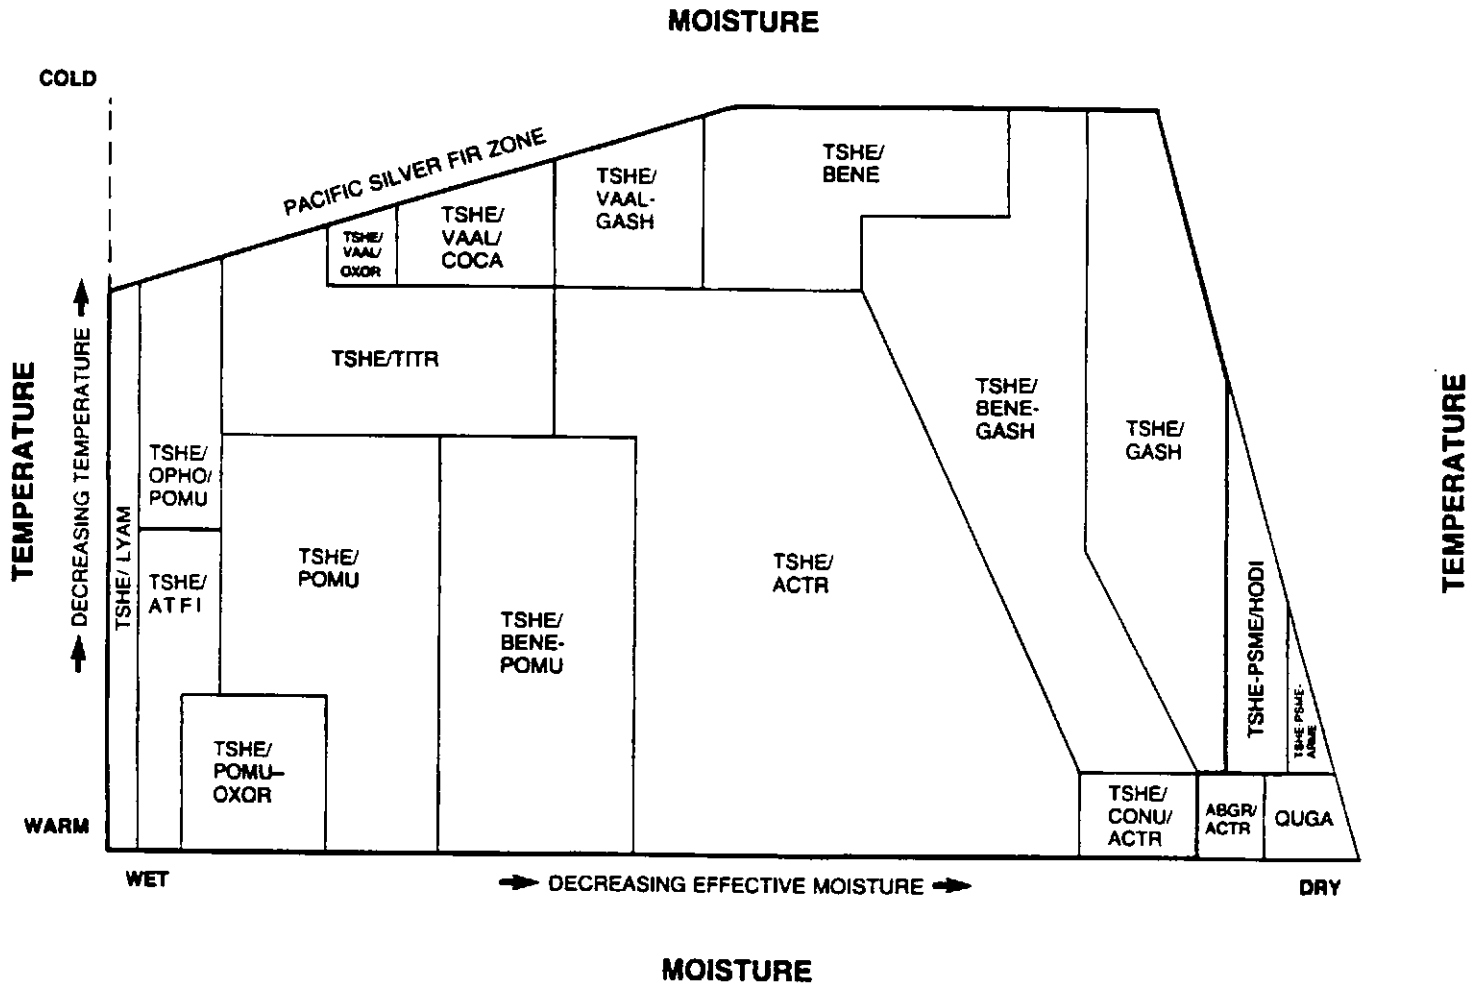 MOISTURE
COLD
PACIFIC SILVER FIR ZONE
TSHE/
BENE
TSHE/
VAAL-
GASH
TSHE/
VAAL/
COCA
TSHE/
VAAL/
OXOR
TSHE/TITR
TEMPERATURE
DECREASING TEMPERATURE
TSHE/
BENE-
GASH
TSHE/
GASH
TEMPERATURE
TSHE/
OPHO/
POMU
TSHE/ LYAM
TSHE/
ATFI
TSHE/
POMU
TSHE/
BENE-
POMU
TSHE/
ACTR
TSHE-PSME/HODI
TSHE-PSME-
ARME
TSHE/
POMU–
OXOR
TSHE/
CONU/
ACTR
ABGR/
ACTR
QUGA
WARM
WET
DECREASING EFFECTIVE MOISTURE
DRY
MOISTURE